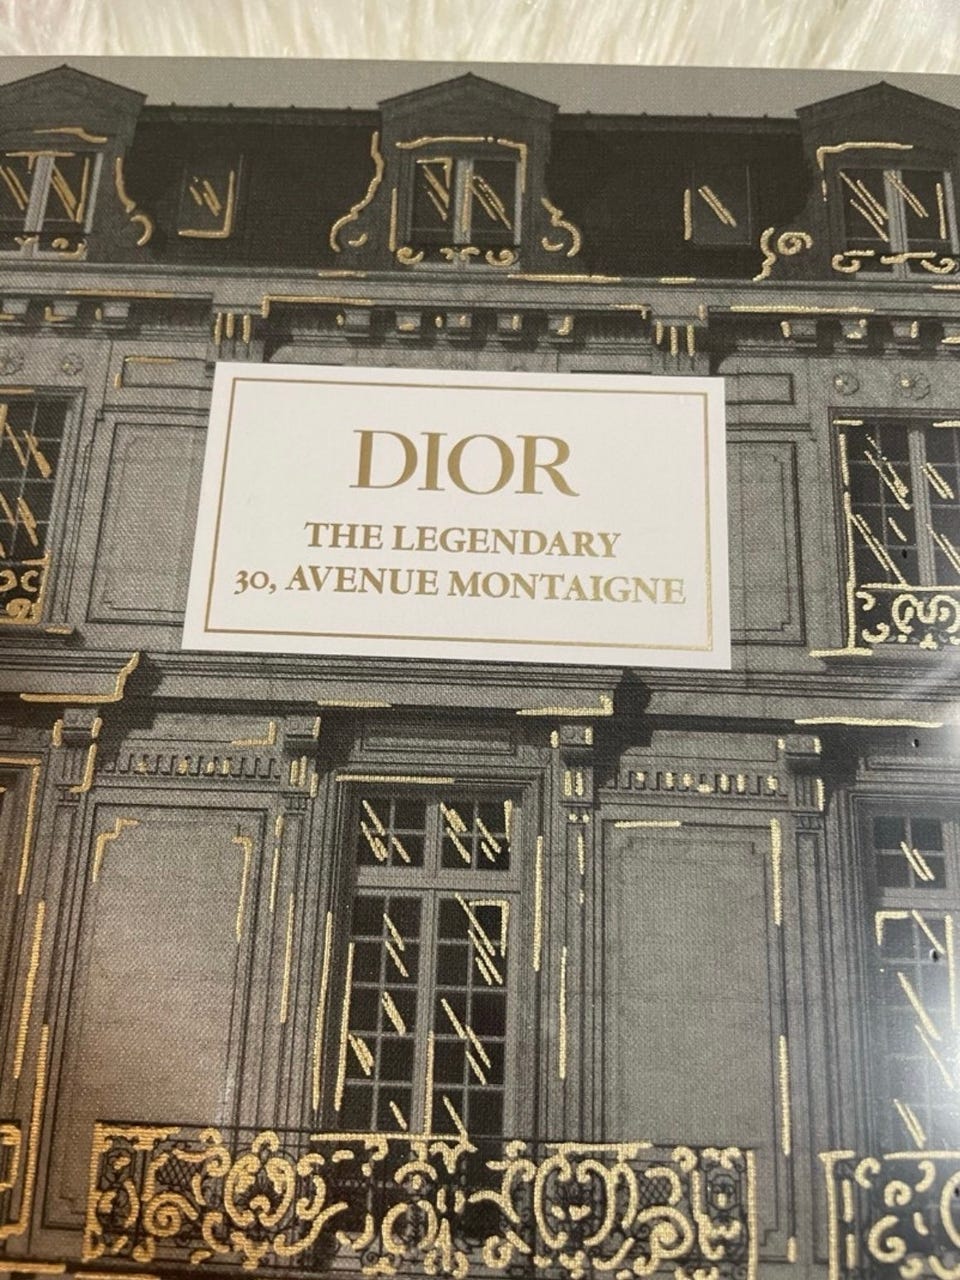 DIOR
THE LEGENDARY
30, AVENUE MONTAIGNE